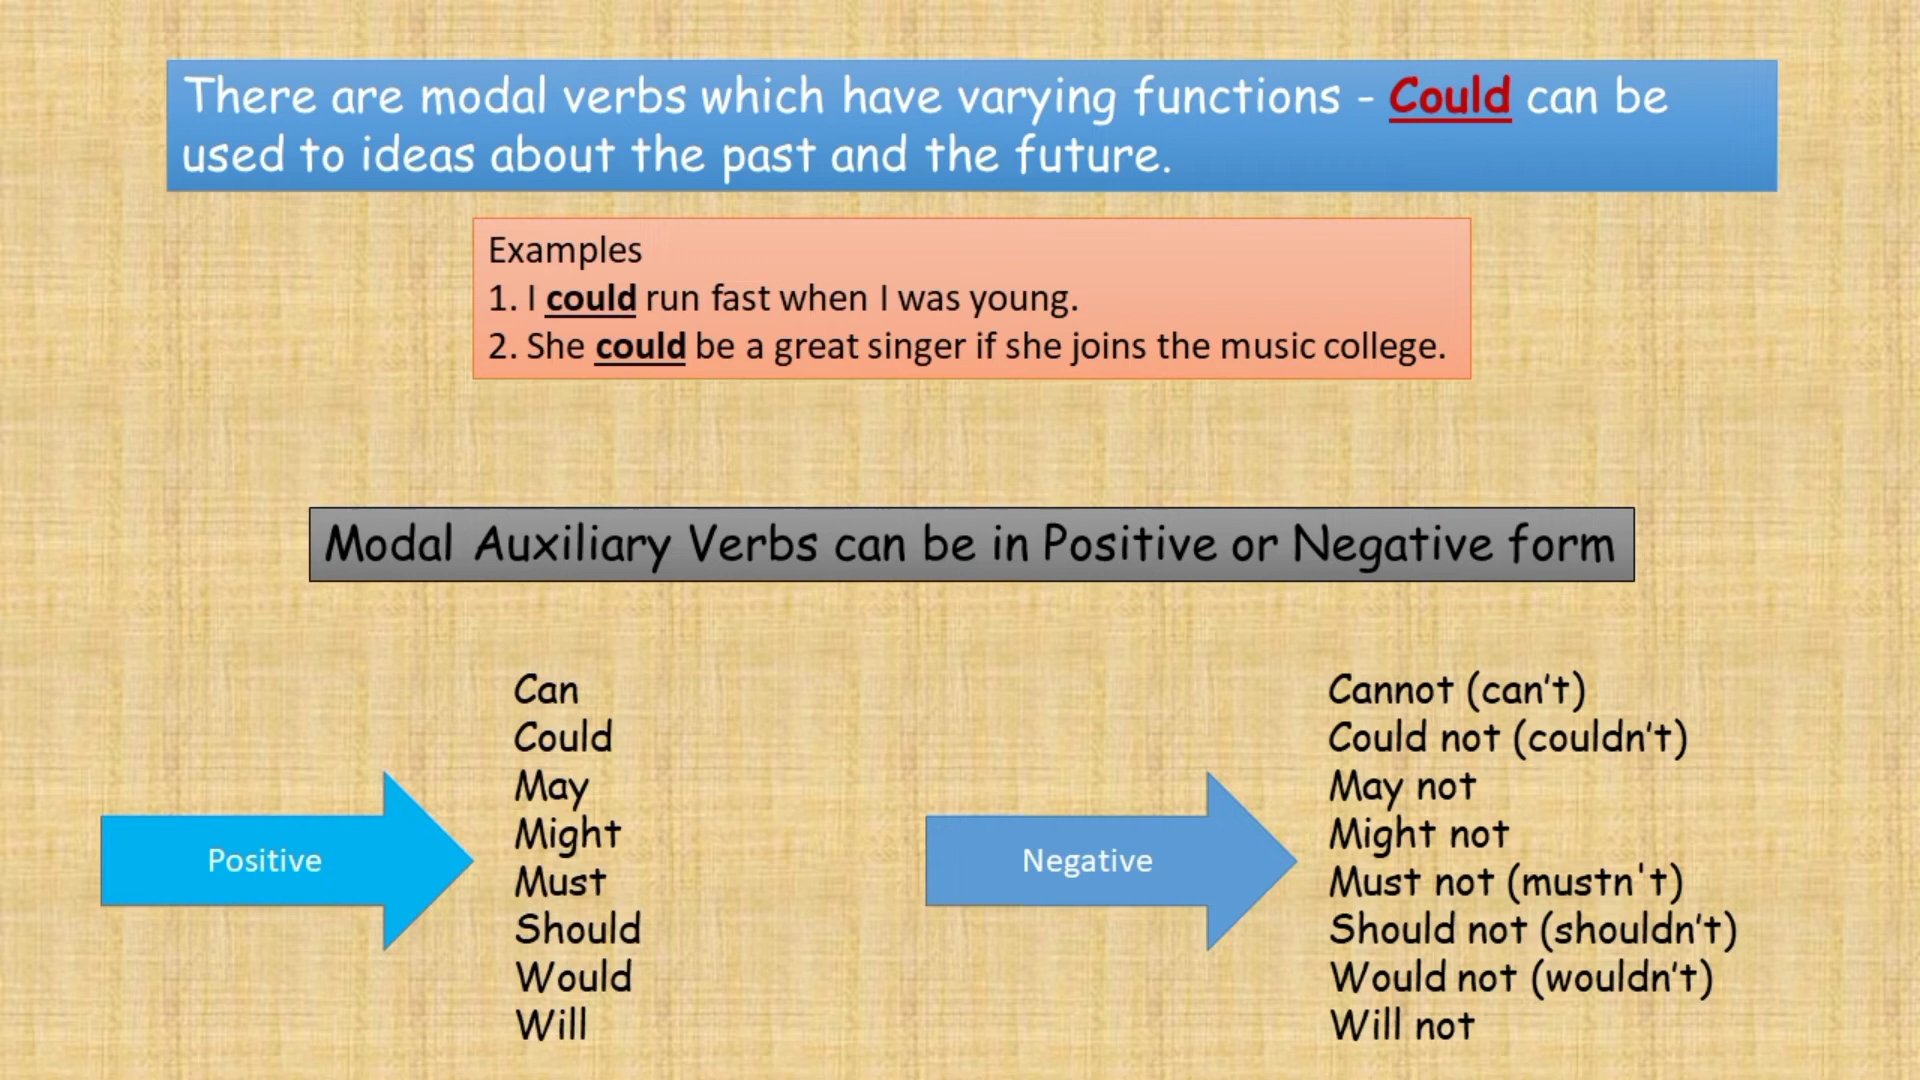 There are modal verbs which have varying functions - Could can be
used to ideas about the past and the future.
Examples
1. I could run fast when I was young.
2. She could be a great singer if she joins the music college.
Modal Auxiliary Verbs can be in Positive or Negative form
Positive
Can
Could
May
Might
Must
Should
Would
Will
Negative
Cannot (can't)
Could not (couldn't)
May not
Might not
Must not (mustn't)
Should not (shouldn't)
Would not (wouldn't)
Will not